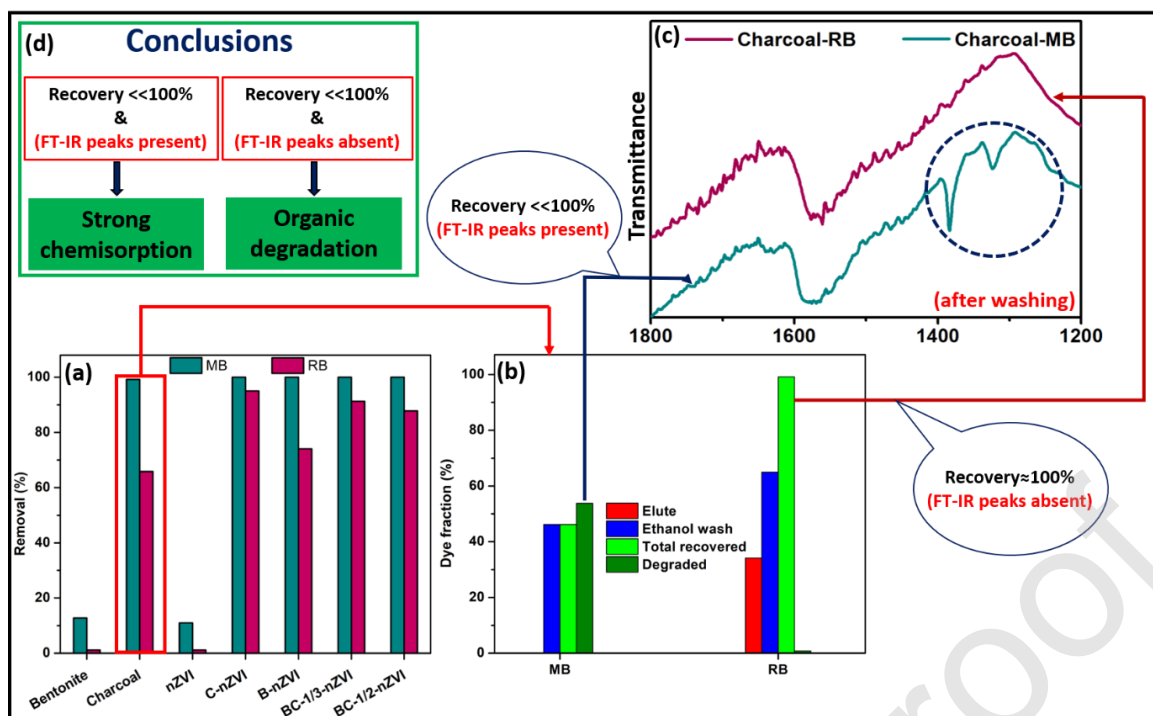 (d)
Conclusions
Recovery <<100%
&
(FT-IR peaks present)
Recovery <<100%
&
(FT-IR peaks absent)
Strong
chemisorption
Organic
degradation
(c)
Charcoal-RB
Charcoal-MB
Transmittance
(after washing)
1800
1600
1400
1200
Recovery <<100%
(FT-IR peaks present)
(a)
MB
RB
Removal (%)
100
80
60
40
20
0
Bentonite
Charcoal
nZVI
C-nZVI
B-nZVI
BC-1/3-nZVI
BC-1/2-nZVI
(b)
Dye fraction (%)
100
80
60
40
20
0
Elute
Ethanol wash
Total recovered
Degraded
MB
RB
Recovery≈100%
(FT-IR peaks absent)
roof